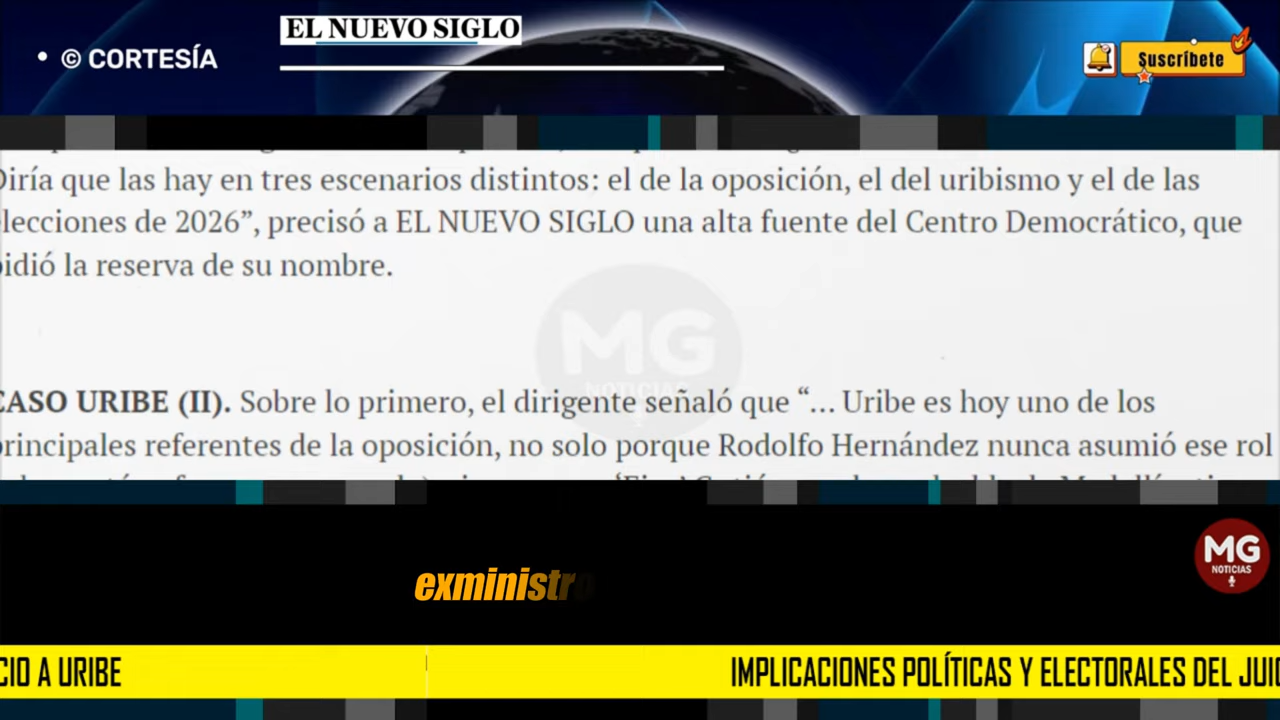 EL NUEVO SIGLO
© CORTESÍA
Suscríbete
Diría que las hay en tres escenarios distintos: el de la oposición, el del uribismo y el de las
elecciones de 2026”, precisó a EL NUEVO SIGLO una alta fuente del Centro Democrático, que
pidió la reserva de su nombre.
CASO URIBE (II). Sobre lo primero, el dirigente señaló que “... Uribe es hoy uno de los
principales referentes de la oposición, no solo porque Rodolfo Hernández nunca asumió ese rol
MG
NOTICIAS
MG
NOTICIAS
exministro
CIO A URIBE
IMPLICACIONES POLÍTICAS Y ELECTORALES DEL JUIC